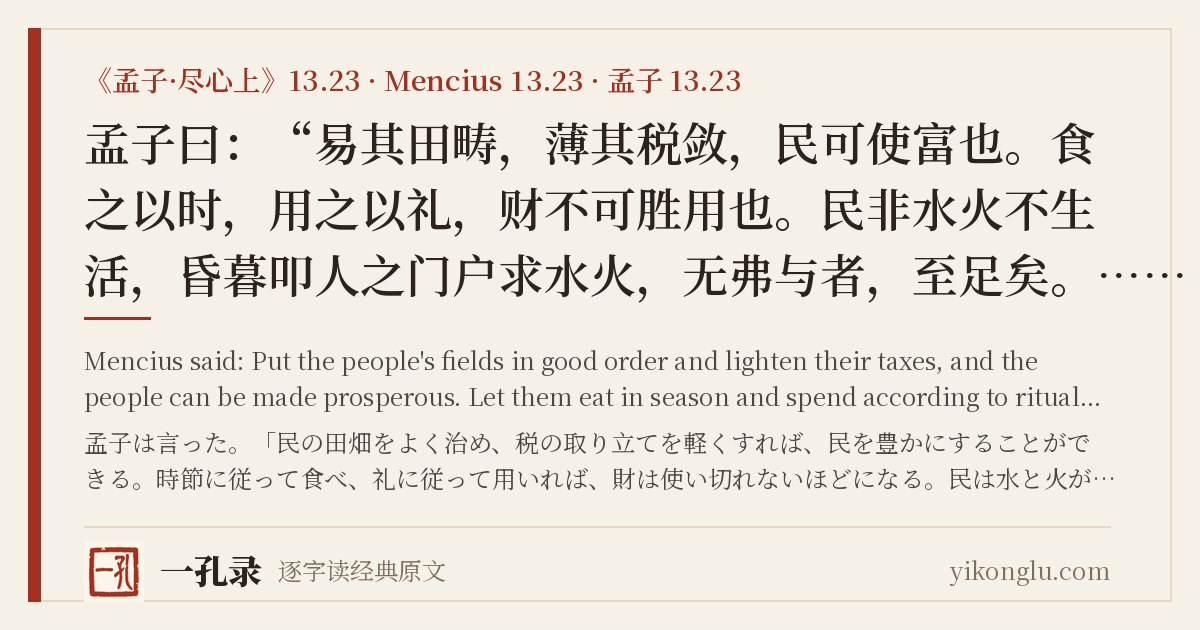 《孟子·尽心上》13.23 · Mencius 13.23 · 孟子 13.23
孟子曰：“易其田畴，薄其税敛，民可使富也。食
之以时，用之以礼，财不可胜用也。民非水火不生
活，昏暮叩人之门户求水火，无弗与者，至足矣。……
Mencius said: Put the people's fields in good order and lighten their taxes, and the
people can be made prosperous. Let them eat in season and spend according to ritual...
孟子は言った。「民の田畑をよく治め、税の取り立てを軽くすれば、民を豊かにすることがで
きる。時節に従って食べ、礼に従って用いれば、財は使い切れないほどになる。民は水と火が…
一孔
一孔录 逐字读经典原文
yikonglu.com